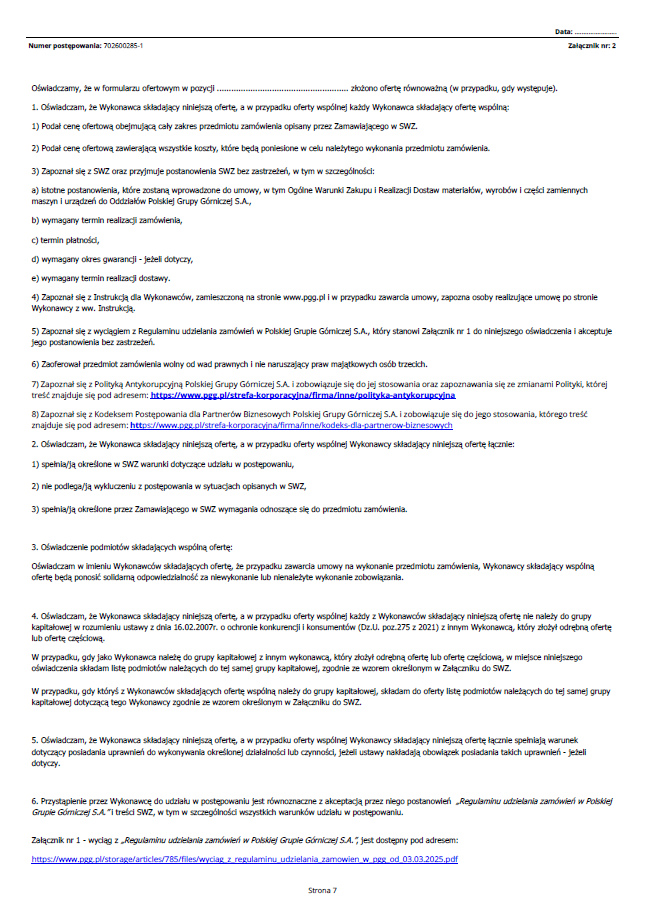 Data: ......................
Numer postępowania: 702600285-1 Załącznik nr: 2
Oświadczamy, że w formularzu ofertowym w pozycji ....................................................... złożono ofertę równoważną (w przypadku, gdy występuje).
1. Oświadczam, że Wykonawca składający niniejszą ofertę, a w przypadku oferty wspólnej każdy Wykonawca składający ofertę wspólną:
1) Podał cenę ofertową obejmującą cały zakres przedmiotu zamówienia opisany przez Zamawiającego w SWZ.
2) Podał cenę ofertową zawierającą wszystkie koszty, które będą poniesione w celu należytego wykonania przedmiotu zamówienia.
3) Zapoznał się z SWZ oraz przyjmuje postanowienia SWZ bez zastrzeżeń, w tym w szczególności:
a) istotne postanowienia, które zostaną wprowadzone do umowy, w tym Ogólne Warunki Zakupu i Realizacji Dostaw materiałów, wyrobów i części zamiennych
maszyn i urządzeń do Oddziałów Polskiej Grupy Górniczej S.A.,
b) wymagany termin realizacji zamówienia,
c) termin płatności,
d) wymagany okres gwarancji - jeżeli dotyczy,
e) wymagany termin realizacji dostawy.
4) Zapoznał się z Instrukcją dla Wykonawców, zamieszczoną na stronie www.pgg.pl i w przypadku zawarcia umowy, zapozna osoby realizujące umowę po stronie
Wykonawcy z ww. Instrukcją.
5) Zapoznał się z wyciągiem z Regulaminu udzielania zamówień w Polskiej Grupie Górniczej S.A., który stanowi Załącznik nr 1 do niniejszego oświadczenia i akceptuje
jego postanowienia bez zastrzeżeń.
6) Zaoferował przedmiot zamówienia wolny od wad prawnych i nie naruszający praw majątkowych osób trzecich.
7) Zapoznał się z Polityką Antykorupcyjną Polskiej Grupy Górniczej S.A. i zobowiązuje się do jej stosowania oraz zapoznawania się ze zmianami Polityki, której
treść znajduje się pod adresem: https://www.pgg.pl/strefa-korporacyjna/firma/inne/polityka-antykorupcyjna
8) Zapoznał się z Kodeksem Postępowania dla Partnerów Biznesowych Polskiej Grupy Górniczej S.A. i zobowiązuje się do jego stosowania, którego treść
znajduje się pod adresem: https://www.pgg.pl/strefa-korporacyjna/firma/inne/kodeks-dla-partnerow-biznesowych
2. Oświadczam, że Wykonawca składający niniejszą ofertę, a w przypadku oferty wspólnej Wykonawcy składający niniejszą ofertę łącznie:
1) spełnia/ją określone w SWZ warunki dotyczące udziału w postępowaniu,
2) nie podlega/ją wykluczeniu z postępowania w sytuacjach opisanych w SWZ,
3) spełnia/ją określone przez Zamawiającego w SWZ wymagania odnoszące się do przedmiotu zamówienia.
3. Oświadczenie podmiotów składających wspólną ofertę:
Oświadczam w imieniu Wykonawców składających ofertę, że przypadku zawarcia umowy na wykonanie przedmiotu zamówienia, Wykonawcy składający wspólną
ofertę będą ponosić solidarną odpowiedzialność za niewykonanie lub nienależyte wykonanie zobowiązania.
4. Oświadczam, że Wykonawca składający niniejszą ofertę, a w przypadku oferty wspólnej każdy z Wykonawców składający niniejszą ofertę nie należy do grupy
kapitałowej w rozumieniu ustawy z dnia 16.02.2007r. o ochronie konkurencji i konsumentów (Dz.U. poz.275 z 2021) z innym Wykonawcą, który złożył odrębną ofertę
lub ofertę częściową.
W przypadku, gdy jako Wykonawca należę do grupy kapitałowej z innym wykonawcą, który złożył odrębną ofertę lub ofertę częściową, w miejsce niniejszego
oświadczenia składam listę podmiotów należących do tej samej grupy kapitałowej, zgodnie ze wzorem określonym w Załączniku do SWZ.
W przypadku, gdy któryś z Wykonawców składających ofertę wspólną należy do grupy kapitałowej, składam do oferty listę podmiotów należących do tej samej grupy
kapitałowej dotyczącą tego Wykonawcy zgodnie ze wzorem określonym w Załączniku do SWZ.
5. Oświadczam, że Wykonawca składający niniejszą ofertę, a w przypadku oferty wspólnej Wykonawcy składający niniejszą ofertę łącznie spełniają warunek
dotyczący posiadania uprawnień do wykonywania określonej działalności lub czynności, jeżeli ustawy nakładają obowiązek posiadania takich uprawnień - jeżeli
dotyczy.
6. Przystąpienie przez Wykonawcę do udziału w postępowaniu jest równoznaczne z akceptacją przez niego postanowień „Regulaminu udzielania zamówień w Polskiej
Grupie Górniczej S.A." i treści SWZ, w tym w szczególności wszystkich warunków udziału w postępowaniu.
Załącznik nr 1 - wyciąg z „Regulaminu udzielania zamówień w Polskiej Grupie Górniczej S.A.", jest dostępny pod adresem:
https://www.pgg.pl/storage/articles/785/files/wyciąg_z_regulaminu_udzielania_zamowien_w_pgg_od_03.03.2025.pdf
Strona 7